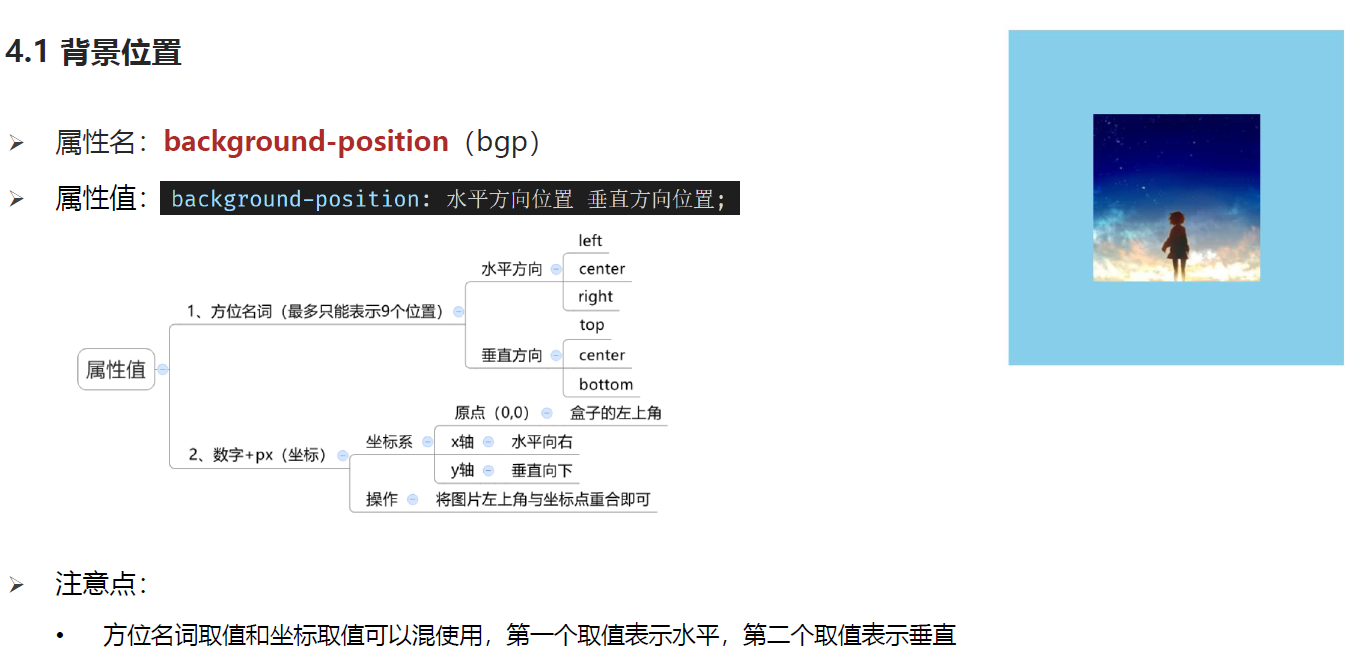 4.1 背景位置
属性名：background-position（bgp）
属性值：background-position: 水平方向位置 垂直方向位置;
left
水平方向
center
right
1、方位名词（最多只能表示9个位置）
top
垂直方向
center
bottom
属性值
原点（0,0）
盒子的左上角
坐标系
x轴
水平向右
2、数字+px（坐标）
y轴
垂直向下
操作
将图片左上角与坐标点重合即可
注意点：
方位名词取值和坐标取值可以混使用，第一个取值表示水平，第二个取值表示垂直